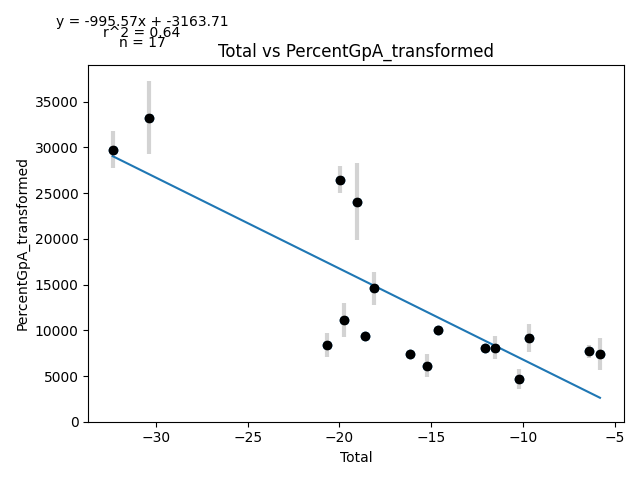 y = -995.57x + -3163.71
r^2 = 0.64
n = 17
Total vs PercentGpA_transformed
PercentGpA_transformed
35000
30000
25000
20000
15000
10000
5000
0
−30
−25
−20
−15
−10
−5
Total